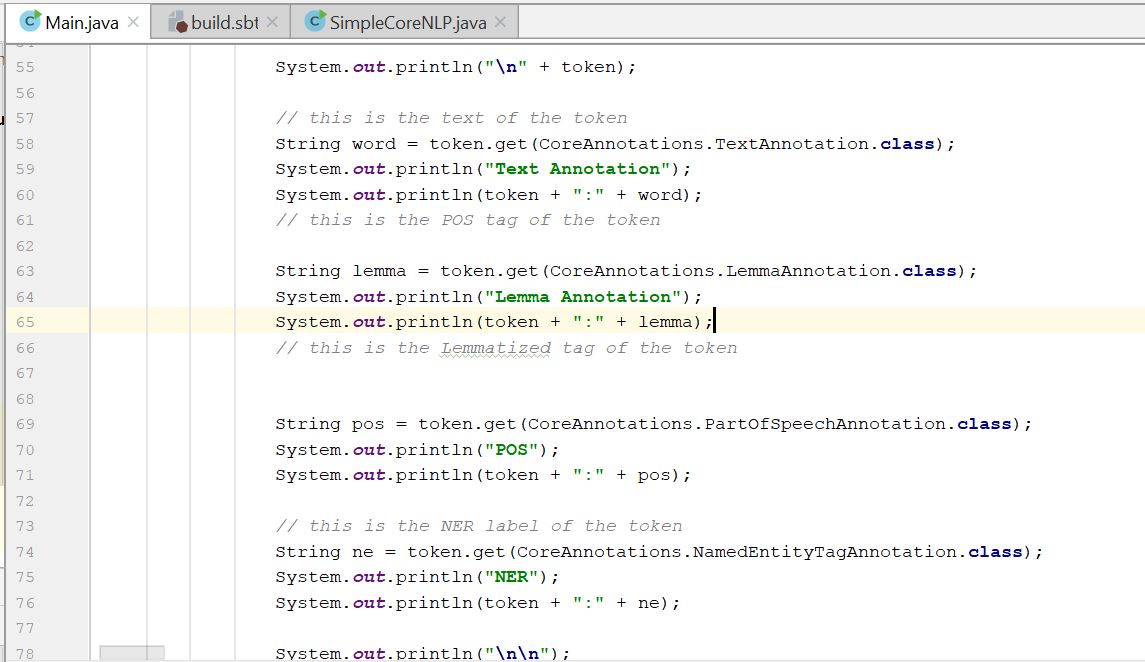 Main.java build.sbt SimpleCoreNLP.java
55 System.out.println("\n" + token);
56
57 // this is the text of the token
58 String word = token.get(CoreAnnotations.TextAnnotation.class);
59 System.out.println("Text Annotation");
60 System.out.println(token + ":" + word);
61 // this is the POS tag of the token
62
63 String lemma = token.get(CoreAnnotations.LemmaAnnotation.class);
64 System.out.println("Lemma Annotation");
65 System.out.println(token + ":" + lemma);
66 // this is the Lemmatized tag of the token
67
68
69 String pos = token.get(CoreAnnotations.PartOfSpeechAnnotation.class);
70 System.out.println("POS");
71 System.out.println(token + ":" + pos);
72
73 // this is the NER label of the token
74 String ne = token.get(CoreAnnotations.NamedEntityTagAnnotation.class);
75 System.out.println("NER");
76 System.out.println(token + ":" + ne);
77
78 System.out.println("\n\n");